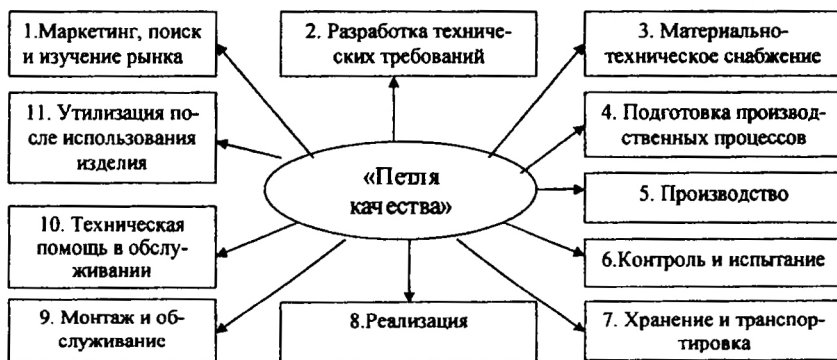 1.Маркетинг, поиск
и изучение рынка
2. Разработка техниче-
ских требований
3. Материально-
техническое снабжение
11. Утилизация по-
сле использования
изделия
4. Подготовка производ-
ственных процессов
«Петля
качества»
5. Производство
10. Техническая
помощь в обслу-
живании
6.Контроль и испытание
9. Монтаж и об-
служивание
8.Реализация
7. Хранение и транспор-
тировка